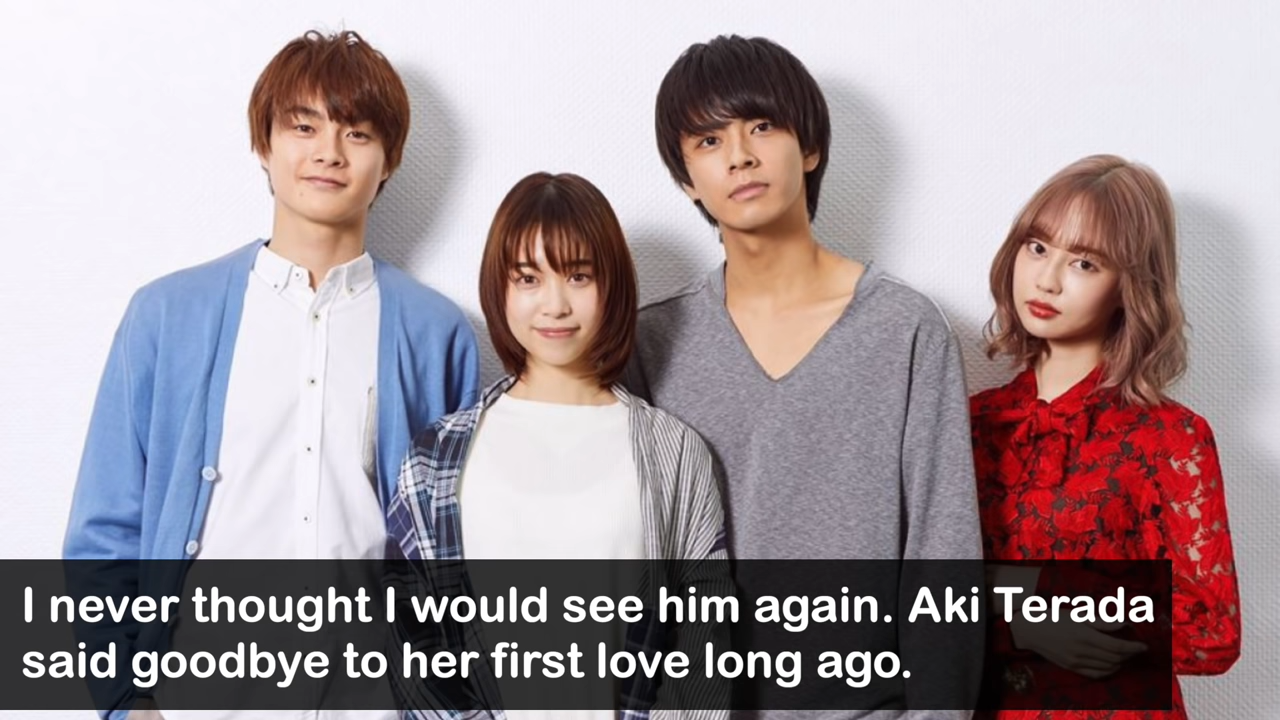 I never thought I would see him again. Aki Terada
said goodbye to her first love long ago.